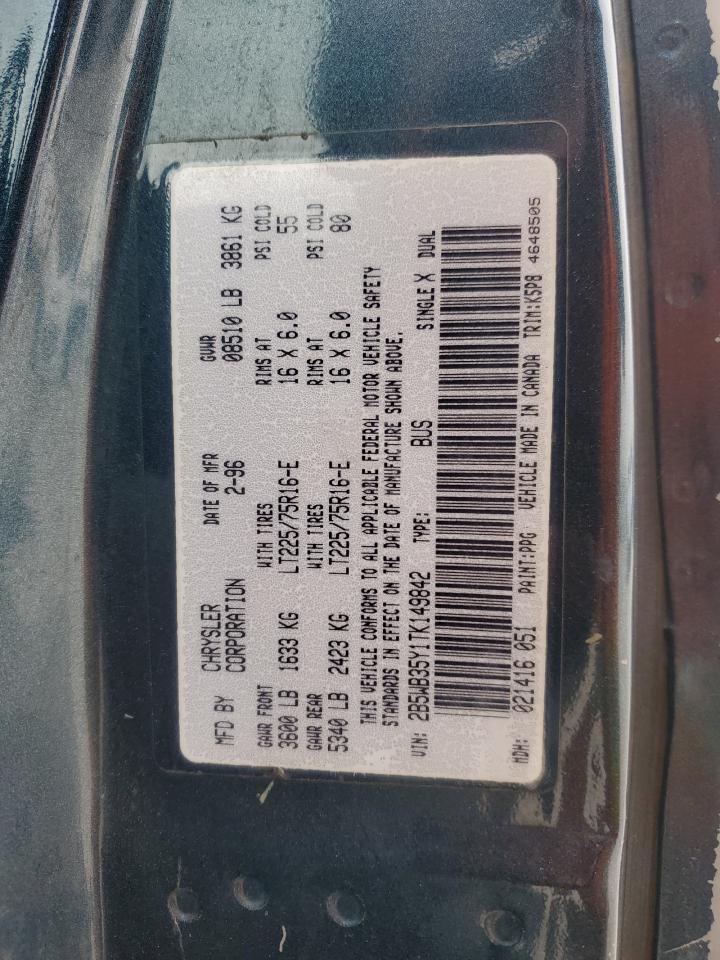 MFD BY CHRYSLER CORPORATION DATE OF MFR 2-96 GVWR 08510 LB 3861 KG
GAWR FRONT WITH TIRES RIMS AT PSI COLD
3600 LB 1633 KG LT225/75R16-E 16 X 6.0 55
GAWR REAR WITH TIRES RIMS AT PSI COLD
5340 LB 2423 KG LT225/75R16-E 16 X 6.0 80
THIS VEHICLE CONFORMS TO ALL APPLICABLE FEDERAL MOTOR VEHICLE SAFETY
STANDARDS IN EFFECT ON THE DATE OF MANUFACTURE SHOWN ABOVE.
VIN: 2B5WB35Y1TK149842 TYPE: BUS SINGLE X DUAL
MDH: 021416 051 PAINT:PPG VEHICLE MADE IN CANADA TRIM:K5P8 4648505